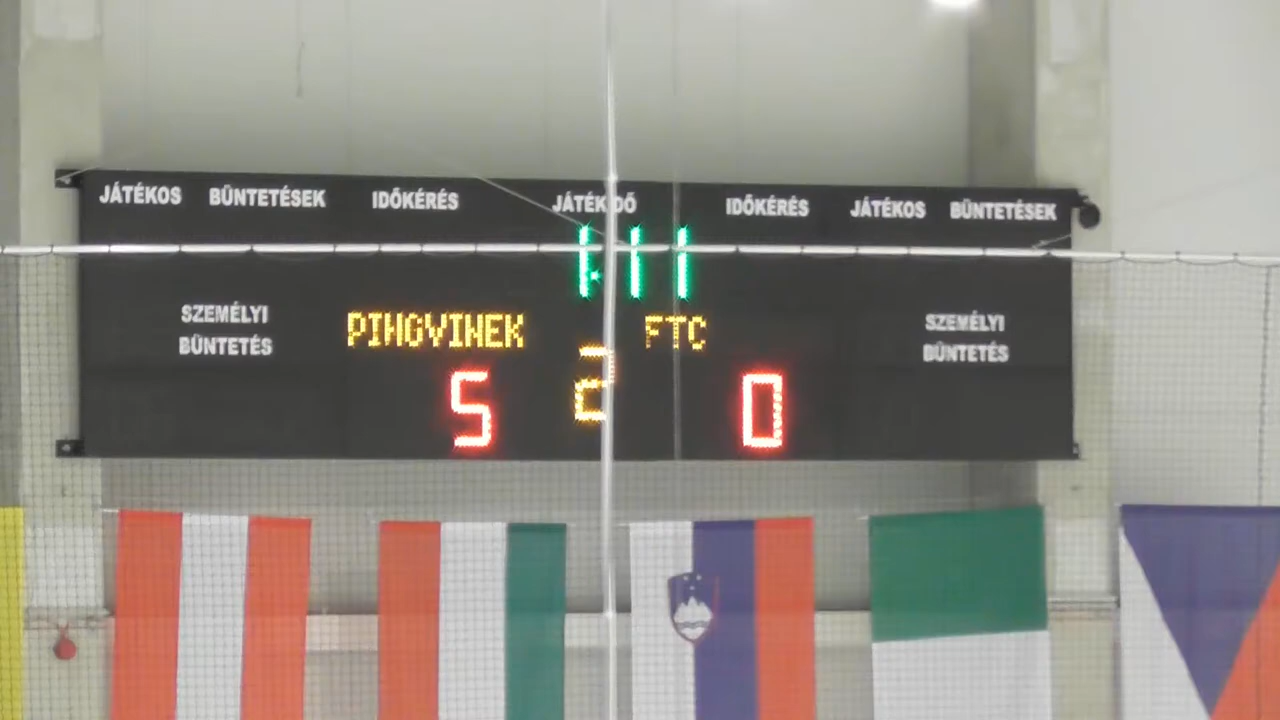 JÁTÉKOS BÜNTETÉSEK IDŐKÉRÉS JÁTÉKIDŐ IDŐKÉRÉS JÁTÉKOS BÜNTETÉSEK
SZEMÉLYI BÜNTETÉS
PINGVINEK FTC
SZEMÉLYI BÜNTETÉS
5 2 0